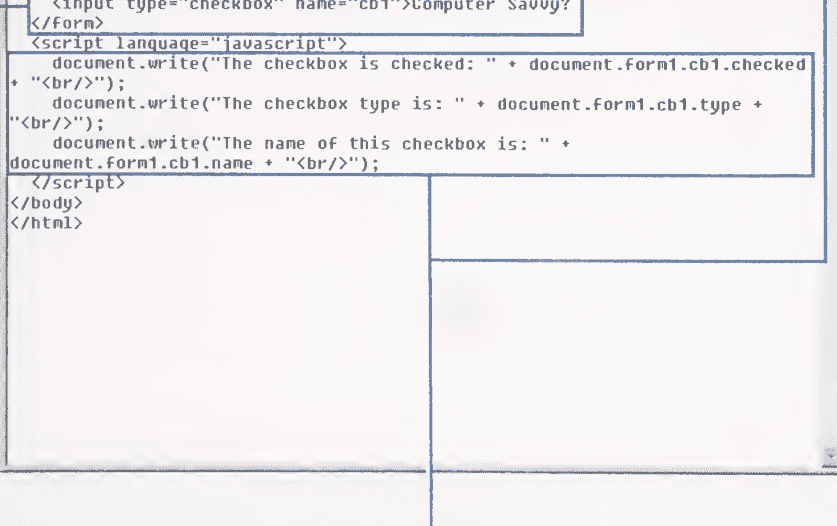 <input type="checkbox" name="cb1">Computer Savvy?
</form>
<script language="javascript">
document.write("The checkbox is checked: " + document.form1.cb1.checked
+ "<br/>");
document.write("The checkbox type is: " + document.form1.cb1.type +
"<br/>");
document.write("The name of this checkbox is: " +
document.form1.cb1.name + "<br/>");
</script>
</body>
</html>